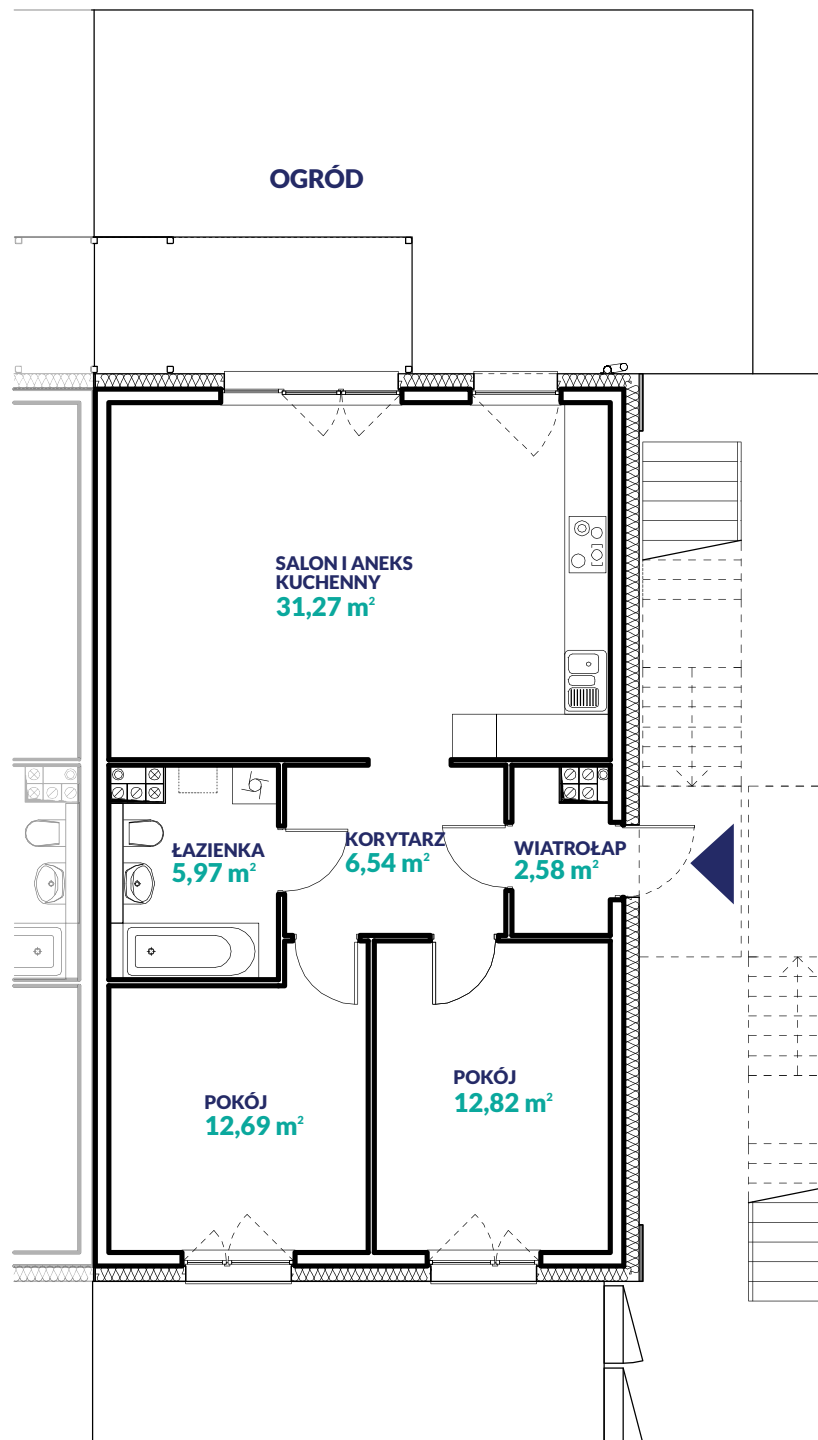 OGRÓD
SALON I ANEKS
KUCHENNY
31,27 m²
ŁAZIENKA
5,97 m²
KORYTARZ
6,54 m²
WIATROŁAP
2,58 m²
POKÓJ
12,69 m²
POKÓJ
12,82 m²